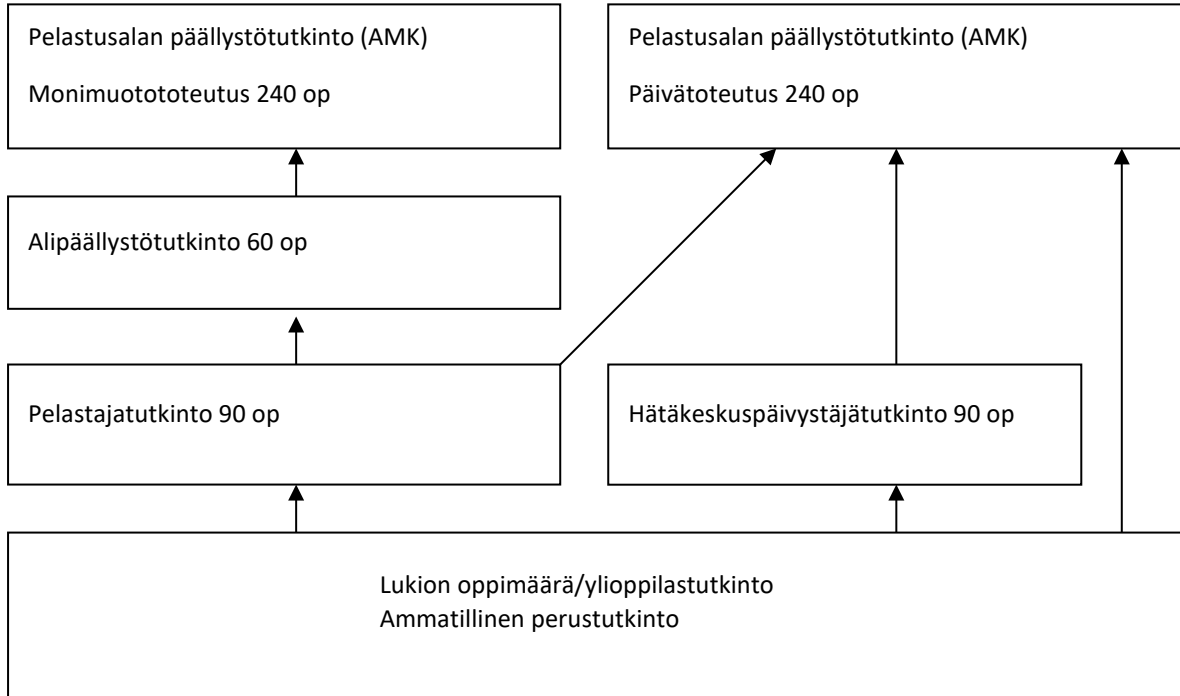 Pelastusalan päällystötutkinto (AMK)
Monimuotototeutus 240 op
Pelastusalan päällystötutkinto (AMK)
Päivätoteutus 240 op
Alipäällystötutkinto 60 op
Pelastajatutkinto 90 op
Hätäkeskuspäivystäjätutkinto 90 op
Lukion oppimäärä/ylioppilastutkinto
Ammatillinen perustutkinto